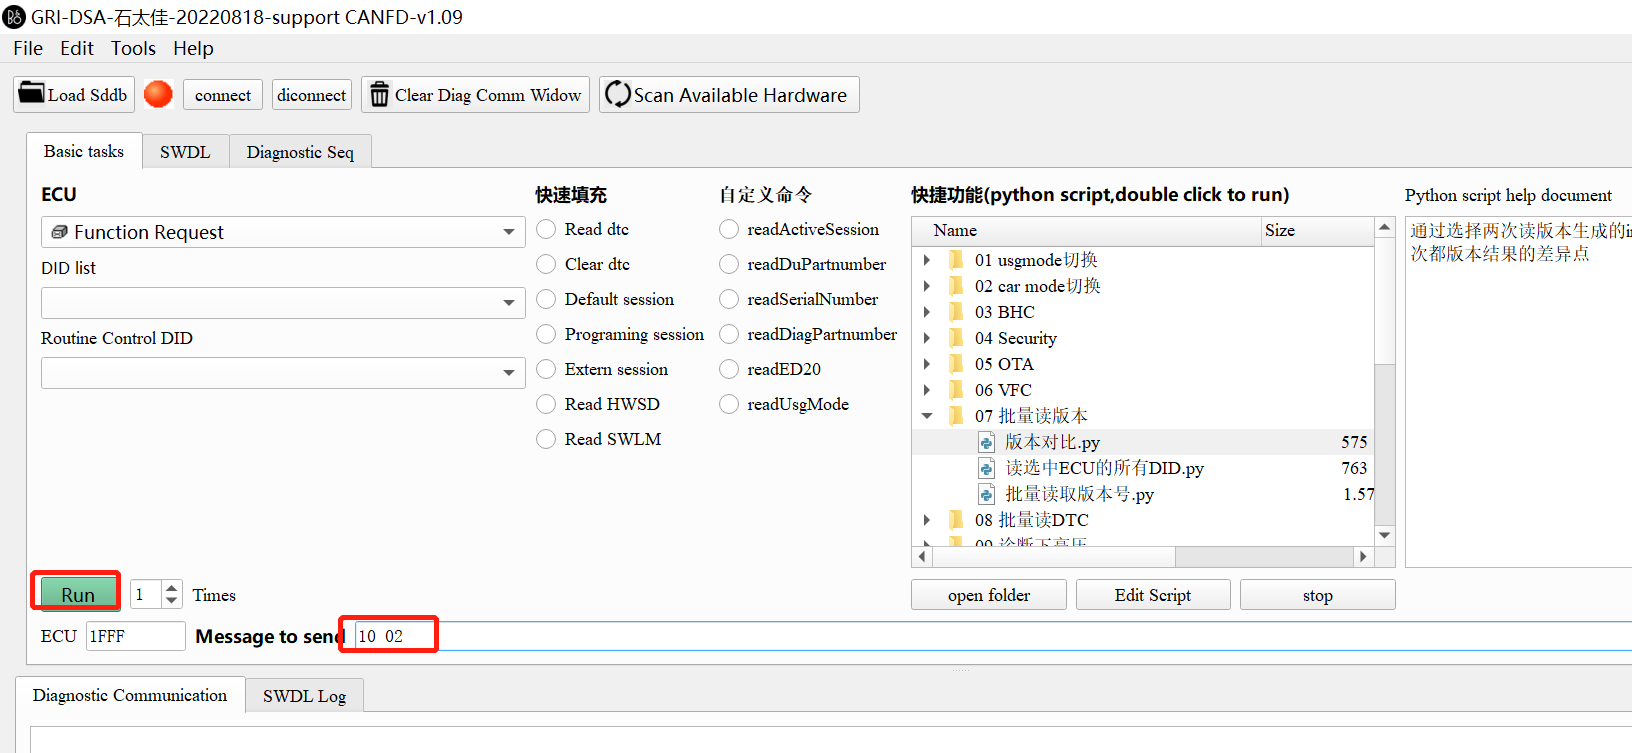 GRI-DSA-石太佳-20220818-support CANFD-v1.09
File Edit Tools Help
Load Sddb connect diconnect Clear Diag Comm Widow Scan Available Hardware
Basic tasks SWDL Diagnostic Seq
ECU
Function Request
DID list
Routine Control DID
快速填充
Read dtc
Clear dtc
Default session
Programing session
Extern session
Read HWSD
Read SWLM
自定义命令
readActiveSession
readDuPartnumber
readSerialNumber
readDiagPartnumber
readED20
readUsgMode
快捷功能(python script,double click to run)
Name Size
01 usgmode切换
02 car mode切换
03 BHC
04 Security
05 OTA
06 VFC
07 批量读版本
版本对比.py 575
读选中ECU的所有DID.py 763
批量读取版本号.py 1.57
08 批量读DTC
09 诊断下高压
open folder Edit Script stop
Python script help document
通过选择两次读版本生成的i
次都版本结果的差异点
Run 1 Times
ECU 1FFF Message to send 10 02
Diagnostic Communication SWDL Log